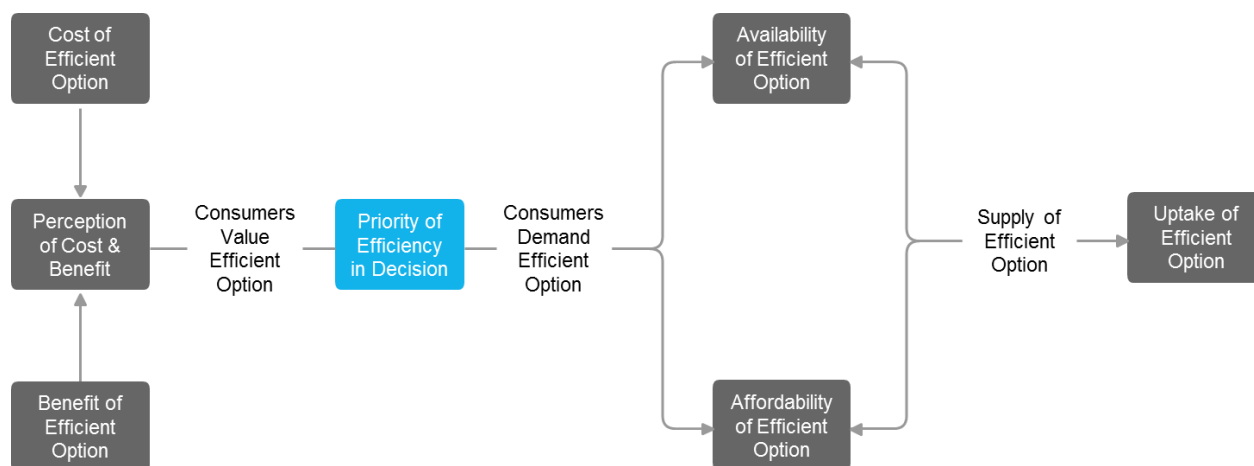 Cost of
Efficient
Option
Availability
of Efficient
Option
Perception
of Cost &
Benefit
Consumers
Value
Efficient
Option
Priority of
Efficiency
in Decision
Consumers
Demand
Efficient
Option
Supply of
Efficient
Option
Uptake of
Efficient
Option
Benefit of
Efficient
Option
Affordability
of Efficient
Option